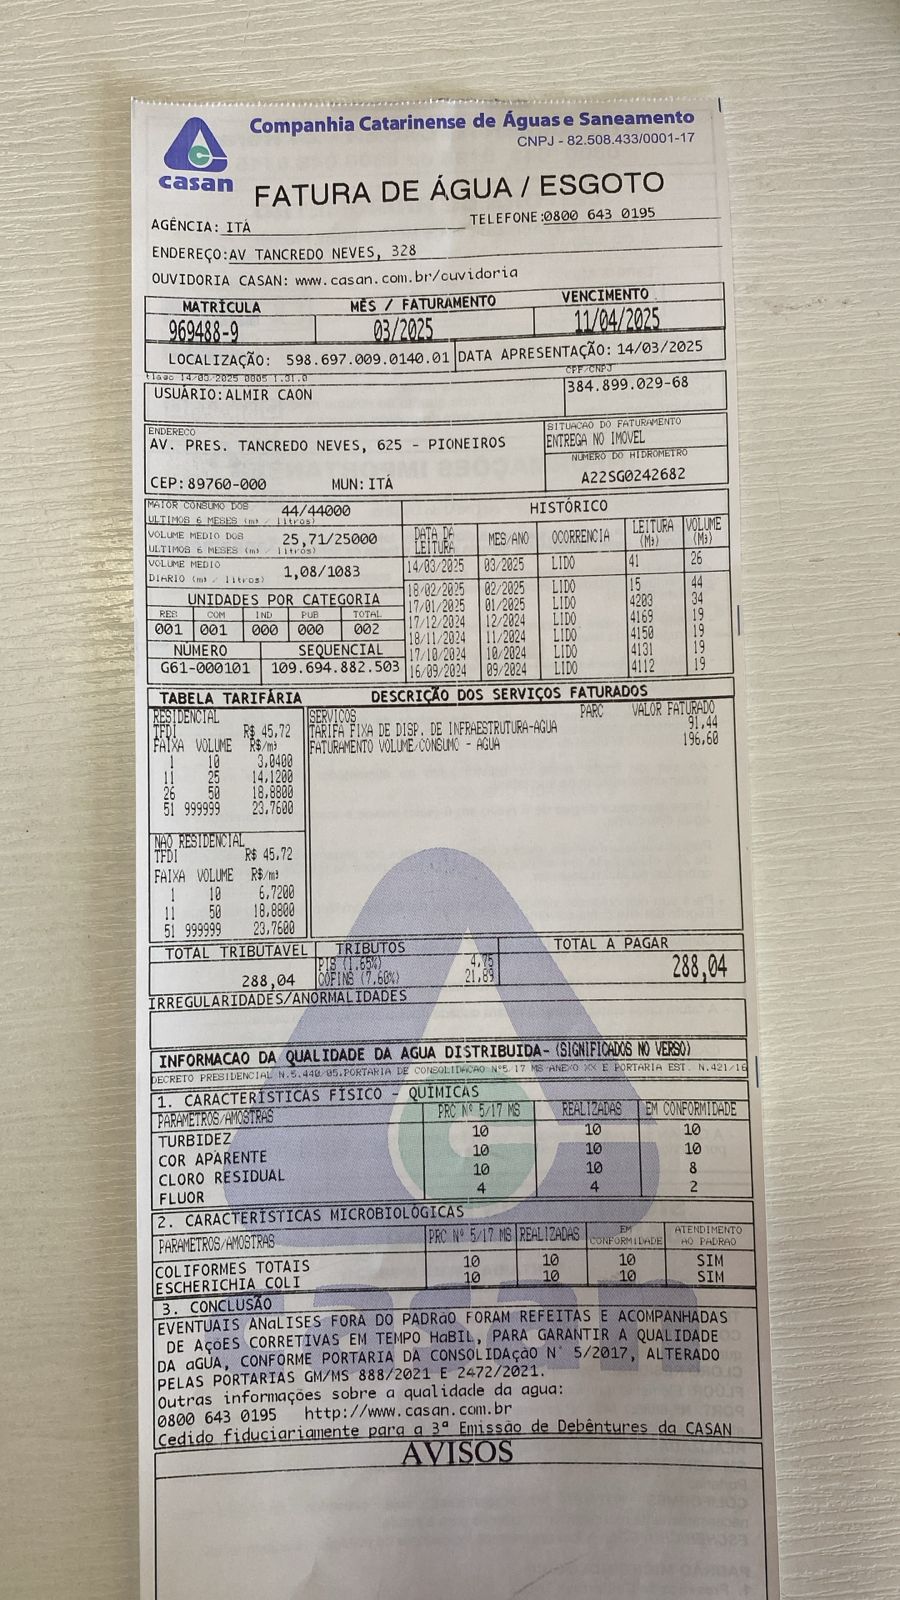 Companhia Catarinense de Águas e Saneamento
CNPJ - 82.508.433/0001-17
casan
FATURA DE ÁGUA / ESGOTO
AGÊNCIA: ITÁ TELEFONE:0800 643 0195
ENDEREÇO:AV TANCREDO NEVES, 328
OUVIDORIA CASAN: www.casan.com.br/ouvidoria
MATRÍCULA MÊS / FATURAMENTO VENCIMENTO
969488-9 03/2025 11/04/2025
LOCALIZAÇÃO: 598.697.009.0140.01 DATA APRESENTAÇÃO: 14/03/2025
14/03/2025 0805 1.31.0 CPF/CNPJ
USUÁRIO:ALMIR CAON 384.899.029-68
ENDERECO SITUACAO DO FATURAMENTO
AV. PRES. TANCREDO NEVES, 625 - PIONEIROS ENTREGA NO IMOVEL
NUMERO DO HIDROMETRO
CEP:89760-000 MUN:ITÁ A22SG0242682
MAIOR CONSUMO DOS 44/44000 HISTÓRICO
ULTIMOS 6 MESES (m³ / litros)
VOLUME MEDIO DOS 25,71/25000
ULTIMOS 6 MESES (m³ / litros)
VOLUME MEDIO 1,08/1083
DIARIO (m³ / litros)
DATA DA LEITURA MES/ANO OCORRENCIA LEITURA (M³) VOLUME (M³)
14/03/2025 03/2025 LIDO 41 26
18/02/2025 02/2025 LIDO 15 44
17/01/2025 01/2025 LIDO 4203 34
17/12/2024 12/2024 LIDO 4169 19
18/11/2024 11/2024 LIDO 4150 19
17/10/2024 10/2024 LIDO 4131 19
16/09/2024 09/2024 LIDO 4112 19
UNIDADES POR CATEGORIA
RES COM IND PUB TOTAL
001 001 000 000 002
NÚMERO SEQUENCIAL
G61-000101 109.694.882.503
TABELA TARIFÁRIA DESCRIÇÃO DOS SERVIÇOS FATURADOS
RESIDENCIAL SERVICOS PARC VALOR FATURADO
TFDI R$ 45,72 TARIFA FIXA DE DISP. DE INFRAESTRUTURA-AGUA 91,44
FAIXA VOLUME R$/m³ FATURAMENTO VOLUME/CONSUMO - AGUA 196,60
1 10 3,0400
11 25 14,1200
26 50 18,8800
51 999999 23,7600
NAO RESIDENCIAL
TFDI R$ 45,72
FAIXA VOLUME R$/m³
1 10 6,7200
11 50 18,8800
51 999999 23,7600
TOTAL TRIBUTAVEL TRIBUTOS TOTAL A PAGAR
PIS (1.65%) 4,75
288,04 COFINS (7.60%) 21,89 288,04
IRREGULARIDADES/ANORMALIDADES
INFORMACAO DA QUALIDADE DA AGUA DISTRIBUIDA- (SIGNIFICADOS NO VERSO)
DECRETO PRESIDENCIAL N.5.440/05.PORTARIA DE CONSOLIDACAO Nº5/17 MS ANEXO XX E PORTARIA EST. N.421/16
1. CARACTERÍSTICAS FÍSICO - QUÍMICAS
PARAMETROS/AMOSTRAS PRC Nº 5/17 MS REALIZADAS EM CONFORMIDADE
TURBIDEZ 10 10 10
COR APARENTE 10 10 10
CLORO RESIDUAL 10 10 8
FLUOR 4 4 2
2. CARACTERÍSTICAS MICROBIOLÓGICAS
PARAMETROS/AMOSTRAS PRC Nº 5/17 MS REALIZADAS EM CONFORMIDADE ATENDIMENTO AO PADRAO
COLIFORMES TOTAIS 10 10 10 SIM
ESCHERICHIA COLI 10 10 10 SIM
3. CONCLUSÃO
EVENTUAIS ANaLISES FORA DO PADRãO FORAM REFEITAS E ACOMPANHADAS
DE AçõES CORRETIVAS EM TEMPO HaBIL, PARA GARANTIR A QUALIDADE
DA aGUA, CONFORME PORTARIA DA CONSOLIDAçãO N° 5/2017, ALTERADO
PELAS PORTARIAS GM/MS 888/2021 E 2472/2021.
Outras informações sobre a qualidade da agua:
0800 643 0195 http://www.casan.com.br
Cedido fiduciariamente para a 3ª Emissão de Debêntures da CASAN
AVISOS